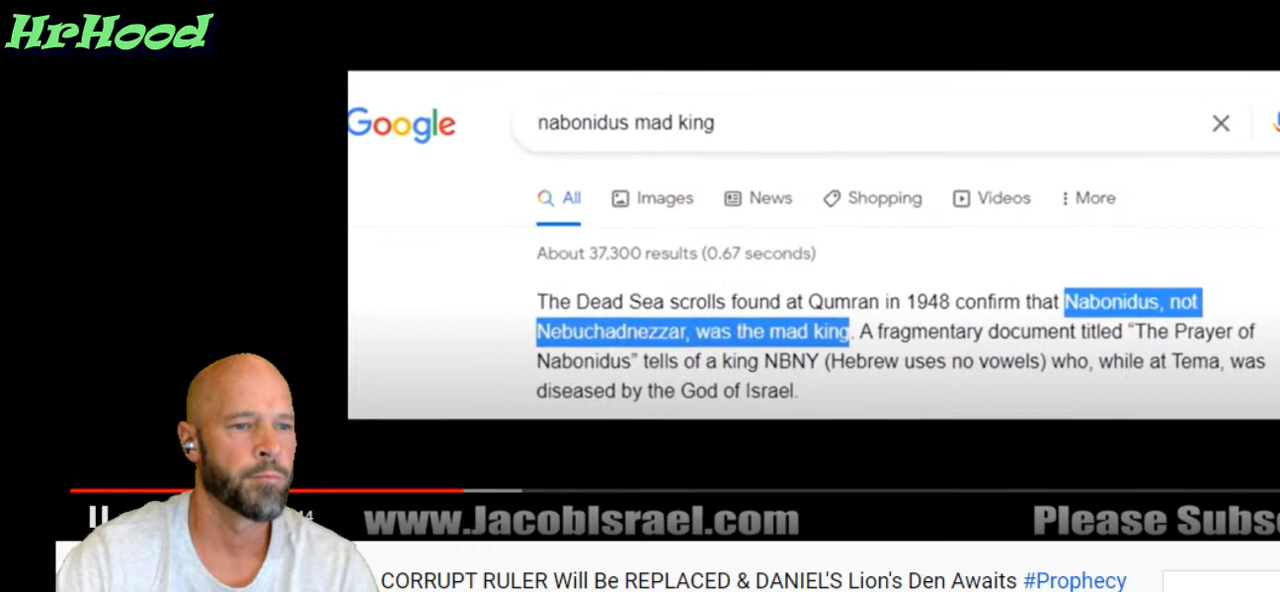 HrHood
Google
nabonidus mad king
All Images News Shopping Videos More
About 37,300 results (0.67 seconds)
The Dead Sea scrolls found at Qumran in 1948 confirm that Nabonidus, not
Nebuchadnezzar, was the mad king. A fragmentary document titled “The Prayer of
Nabonidus” tells of a king NBNY (Hebrew uses no vowels) who, while at Tema, was
diseased by the God of Israel.
www.JacobIsrael.com Please Subs
CORRUPT RULER Will Be REPLACED & DANIEL'S Lion's Den Awaits #Prophecy